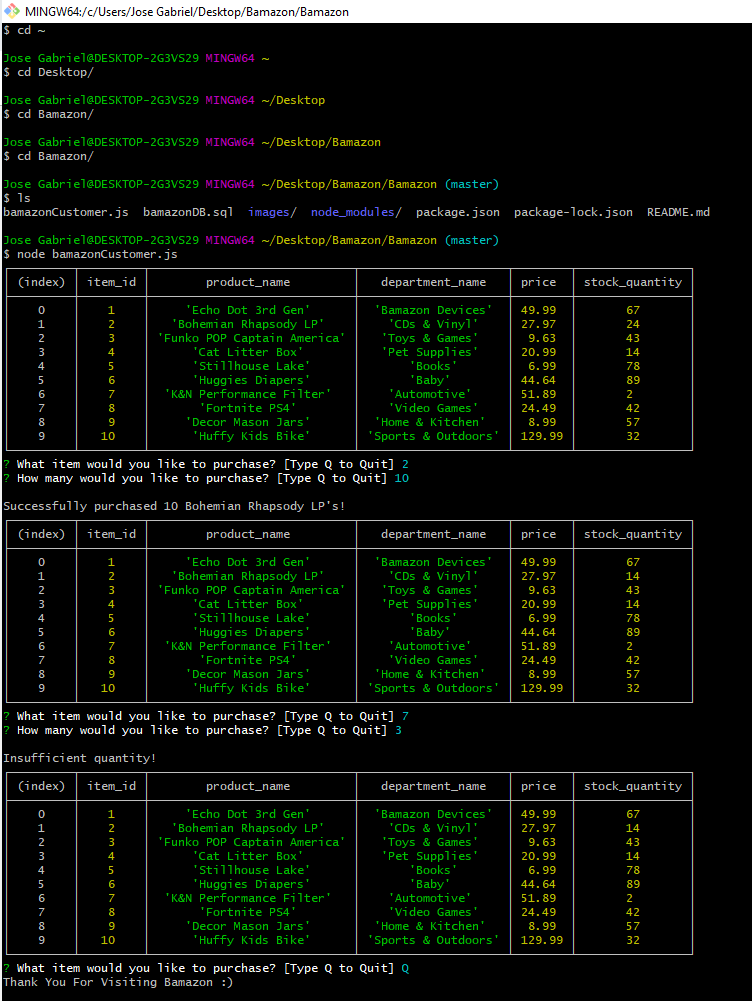 MINGW64:/c/Users/Jose Gabriel/Desktop/Bamazon/Bamazon
$ cd ~
Jose Gabriel@DESKTOP-2G3VS29 MINGW64 ~
$ cd Desktop/
Jose Gabriel@DESKTOP-2G3VS29 MINGW64 ~/Desktop
$ cd Bamazon/
Jose Gabriel@DESKTOP-2G3VS29 MINGW64 ~/Desktop/Bamazon
$ cd Bamazon/
Jose Gabriel@DESKTOP-2G3VS29 MINGW64 ~/Desktop/Bamazon/Bamazon (master)
$ ls
bamazonCustomer.js bamazonDB.sql images/ node_modules/ package.json package-lock.json README.md
Jose Gabriel@DESKTOP-2G3VS29 MINGW64 ~/Desktop/Bamazon/Bamazon (master)
$ node bamazonCustomer.js
(index) item_id product_name department_name price stock_quantity
0 1 'Echo Dot 3rd Gen' 'Bamazon Devices' 49.99 67
1 2 'Bohemian Rhapsody LP' 'CDs & Vinyl' 27.97 24
2 3 'Funko POP Captain America' 'Toys & Games' 9.63 43
3 4 'Cat Litter Box' 'Pet Supplies' 20.99 14
4 5 'Stillhouse Lake' 'Books' 6.99 78
5 6 'Huggies Diapers' 'Baby' 44.64 89
6 7 'K&N Performance Filter' 'Automotive' 51.89 2
7 8 'Fortnite PS4' 'Video Games' 24.49 42
8 9 'Decor Mason Jars' 'Home & Kitchen' 8.99 57
9 10 'Huffy Kids Bike' 'Sports & Outdoors' 129.99 32
? What item would you like to purchase? [Type Q to Quit] 2
? How many would you like to purchase? [Type Q to Quit] 10
Successfully purchased 10 Bohemian Rhapsody LP's!
(index) item_id product_name department_name price stock_quantity
0 1 'Echo Dot 3rd Gen' 'Bamazon Devices' 49.99 67
1 2 'Bohemian Rhapsody LP' 'CDs & Vinyl' 27.97 14
2 3 'Funko POP Captain America' 'Toys & Games' 9.63 43
3 4 'Cat Litter Box' 'Pet Supplies' 20.99 14
4 5 'Stillhouse Lake' 'Books' 6.99 78
5 6 'Huggies Diapers' 'Baby' 44.64 89
6 7 'K&N Performance Filter' 'Automotive' 51.89 2
7 8 'Fortnite PS4' 'Video Games' 24.49 42
8 9 'Decor Mason Jars' 'Home & Kitchen' 8.99 57
9 10 'Huffy Kids Bike' 'Sports & Outdoors' 129.99 32
? What item would you like to purchase? [Type Q to Quit] 7
? How many would you like to purchase? [Type Q to Quit] 3
Insufficient quantity!
(index) item_id product_name department_name price stock_quantity
0 1 'Echo Dot 3rd Gen' 'Bamazon Devices' 49.99 67
1 2 'Bohemian Rhapsody LP' 'CDs & Vinyl' 27.97 14
2 3 'Funko POP Captain America' 'Toys & Games' 9.63 43
3 4 'Cat Litter Box' 'Pet Supplies' 20.99 14
4 5 'Stillhouse Lake' 'Books' 6.99 78
5 6 'Huggies Diapers' 'Baby' 44.64 89
6 7 'K&N Performance Filter' 'Automotive' 51.89 2
7 8 'Fortnite PS4' 'Video Games' 24.49 42
8 9 'Decor Mason Jars' 'Home & Kitchen' 8.99 57
9 10 'Huffy Kids Bike' 'Sports & Outdoors' 129.99 32
? What item would you like to purchase? [Type Q to Quit] Q
Thank You For Visiting Bamazon :)